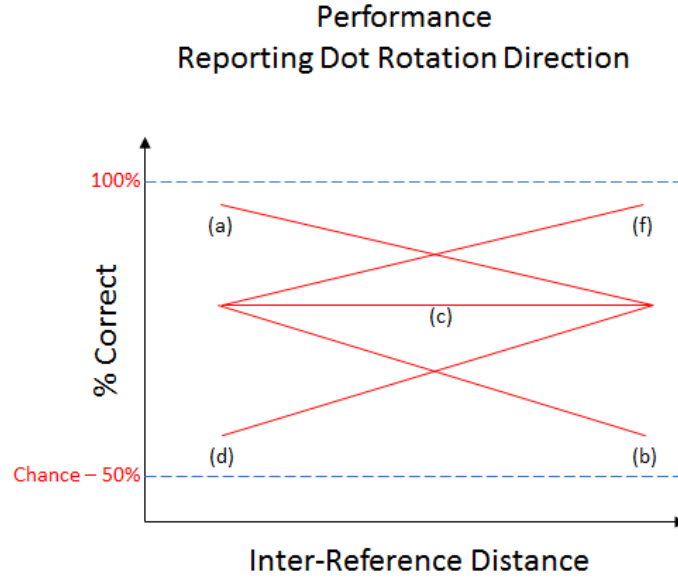 Performance
Reporting Dot Rotation Direction
100%
(a)
(f)
% Correct
(c)
(d)
(b)
Chance – 50%
Inter-Reference Distance